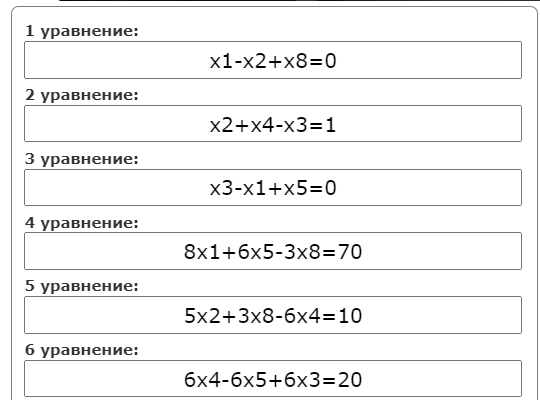 1 уравнение:
x1-x2+x8=0
2 уравнение:
x2+x4-x3=1
3 уравнение:
x3-x1+x5=0
4 уравнение:
8x1+6x5-3x8=70
5 уравнение:
5x2+3x8-6x4=10
6 уравнение:
6x4-6x5+6x3=20